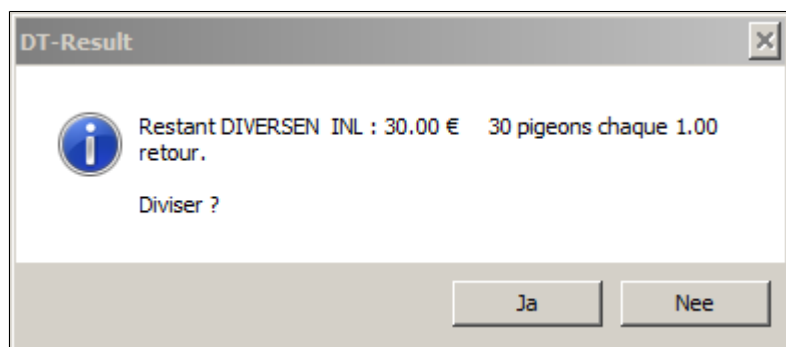 DT-Result
Restant DIVERSEN INL : 30.00 € 30 pigeons chaque 1.00
retour.
Diviser ?
Ja
Nee